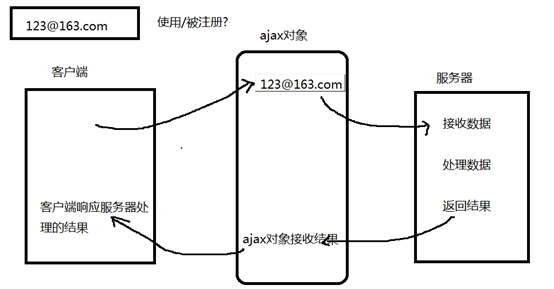 123@163.com
使用/被注册?
ajax对象
客户端
123@163.com
服务器
接收数据
处理数据
客户端响应服务器处
理的结果
返回结果
ajax对象接收结果